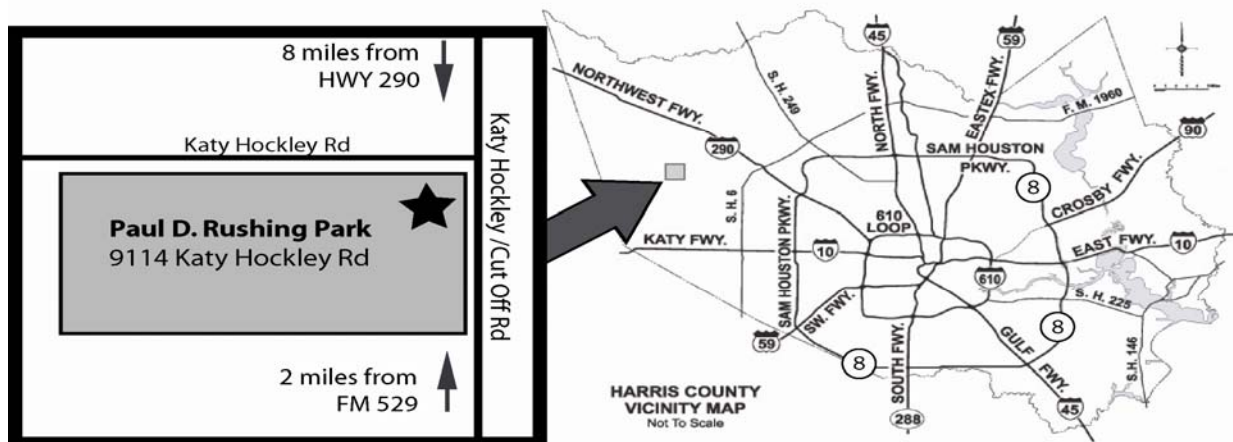 8 miles from
HWY 290
Katy Hockley Rd
Paul D. Rushing Park
9114 Katy Hockley Rd
2 miles from
FM 529
Katy Hockley /Cut Off Rd
45
59
NORTHWEST FWY.
S. H. 249
NORTH FWY.
EASTEX FWY.
F. M. 1960
90
290
SAM HOUSTON
PKWY.
8
CROSBY FWY.
S. H. 6
SAM HOUSTON PKWY.
610
LOOP
KATY FWY.
10
EAST FWY.
10
610
S. H. 225
SW. FWY.
59
8
SOUTH FWY.
GULF FWY.
8
S.H. 146
HARRIS COUNTY
VICINITY MAP
Not To Scale
288
45